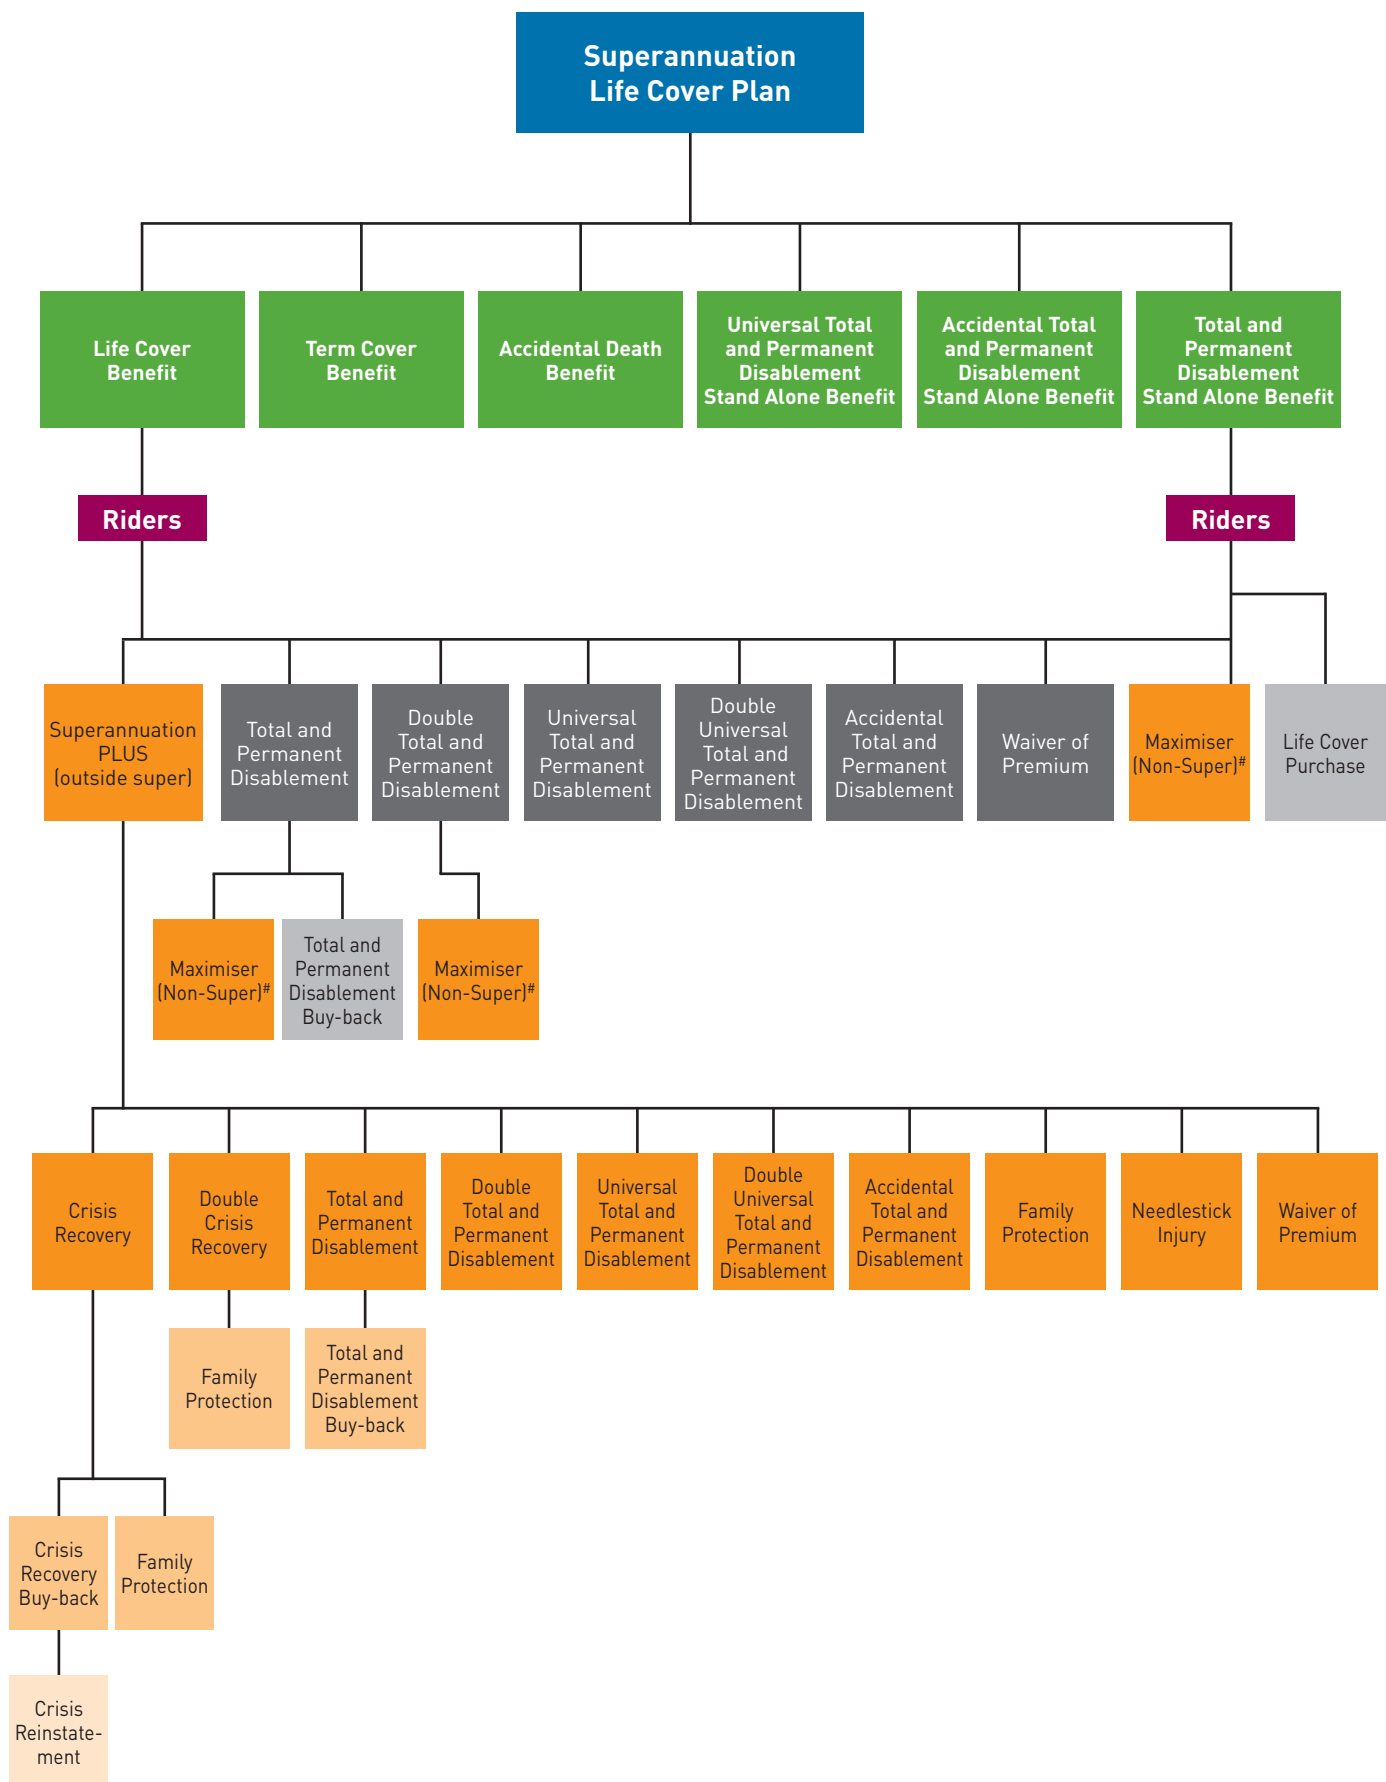 Superannuation
Life Cover Plan
Life Cover
Benefit
Term Cover
Benefit
Accidental Death
Benefit
Universal Total
and Permanent
Disablement
Stand Alone Benefit
Accidental Total
and Permanent
Disablement
Stand Alone Benefit
Total and
Permanent
Disablement
Stand Alone Benefit
Riders
Riders
Superannuation
PLUS
(outside super)
Total and
Permanent
Disablement
Double
Total and
Permanent
Disablement
Universal
Total and
Permanent
Disablement
Double
Universal
Total and
Permanent
Disablement
Accidental
Total and
Permanent
Disablement
Waiver of
Premium
Maximiser
(Non-Super)#
Life Cover
Purchase
Maximiser
(Non-Super)#
Total and
Permanent
Disablement
Buy-back
Maximiser
(Non-Super)#
Crisis
Recovery
Double
Crisis
Recovery
Total and
Permanent
Disablement
Double
Total and
Permanent
Disablement
Universal
Total and
Permanent
Disablement
Double
Universal
Total and
Permanent
Disablement
Accidental
Total and
Permanent
Disablement
Family
Protection
Needlestick
Injury
Waiver of
Premium
Family
Protection
Total and
Permanent
Disablement
Buy-back
Crisis
Recovery
Buy-back
Family
Protection
Crisis
Reinstate-
ment